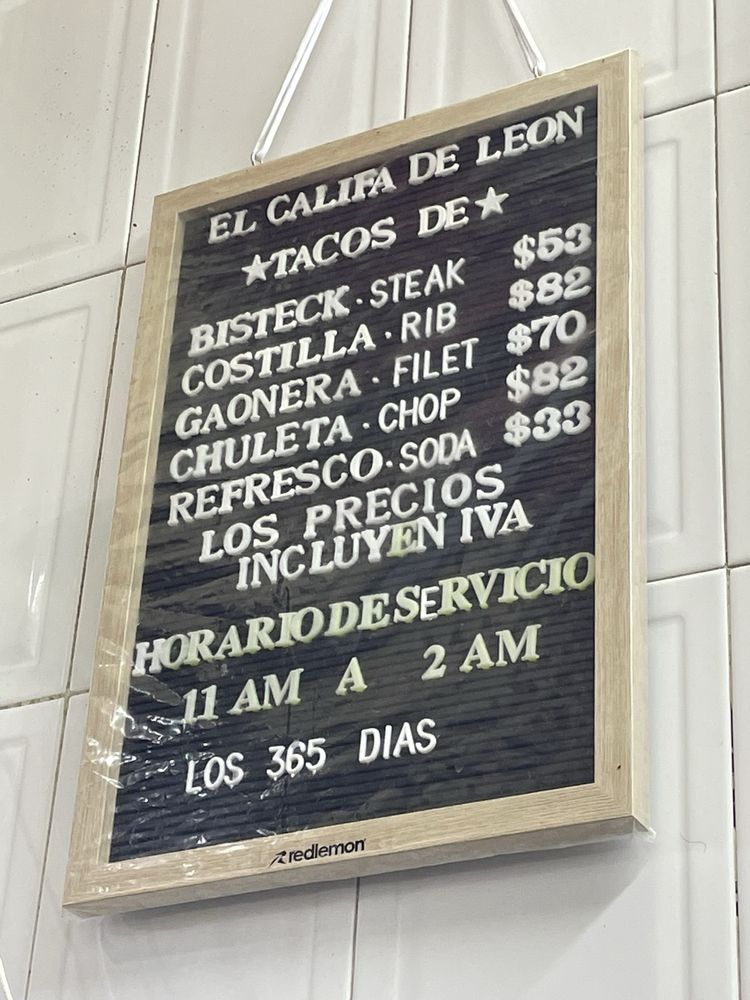 EL CALIFA DE LEON
★TACOS DE★
BISTECK · STEAK $53
COSTILLA · RIB $82
GAONERA · FILET $70
CHULETA · CHOP $82
REFRESCO · SODA $33
LOS PRECIOS
INCLUYEN IVA
HORARIO DE SERVICIO
11 AM A 2 AM
LOS 365 DIAS
redlemon